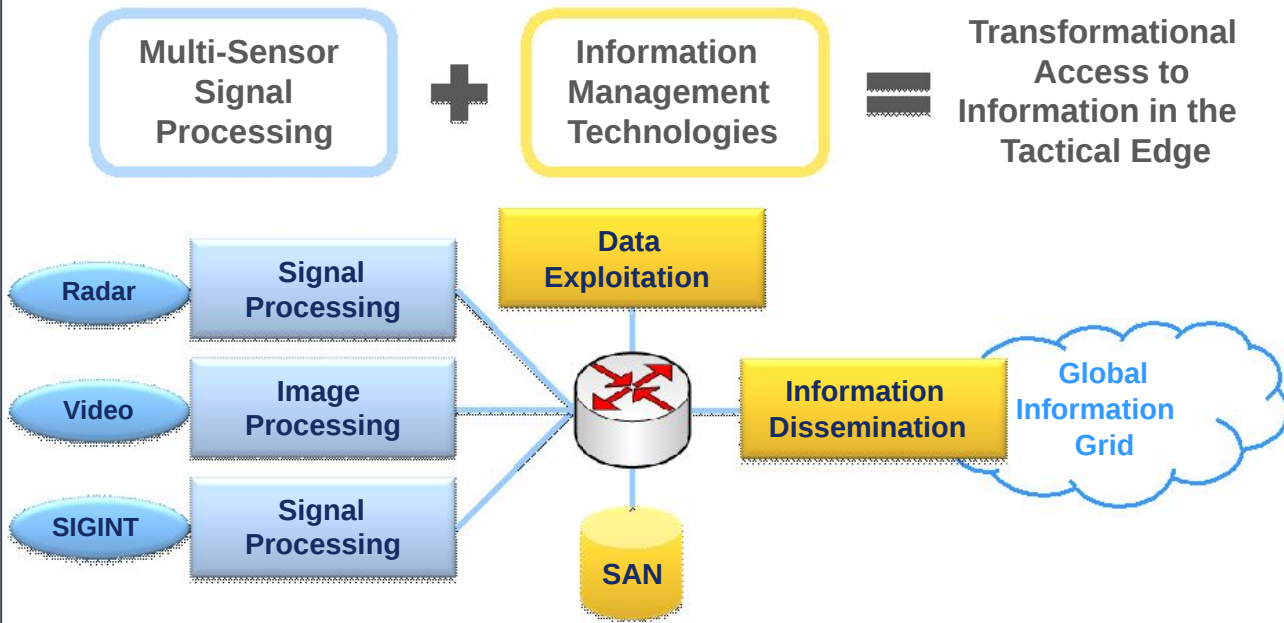 Multi-Sensor
Signal
Processing
Information
Management
Technologies
Transformational
Access to
Information in the
Tactical Edge
Radar
Signal
Processing
Data
Exploitation
Video
Image
Processing
Information
Dissemination
Global
Information
Grid
SIGINT
Signal
Processing
SAN